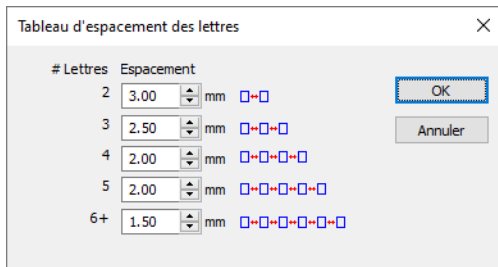 Tableau d'espacement des lettres
# Lettres Espacement
2 3.00 mm
OK
3 2.50 mm
Annuler
4 2.00 mm
5 2.00 mm
6+ 1.50 mm